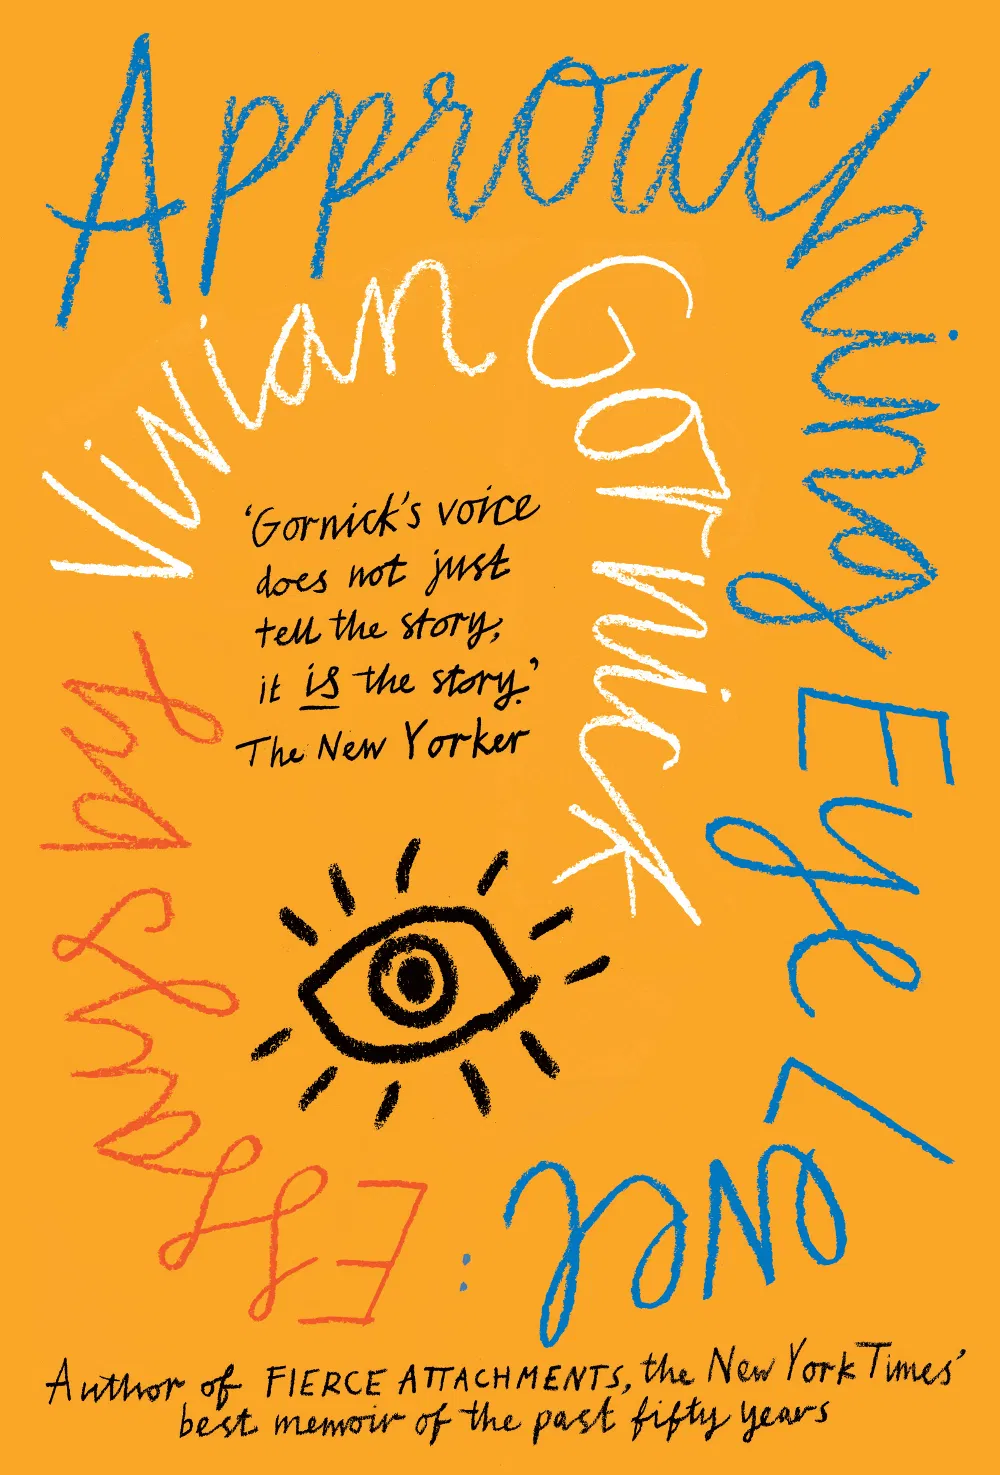 Approaching Eye Level:
Essays by
Vivian Gornick
'Gornick's voice
does not just
tell the story,
it is the story.'
The New Yorker
Author of FIERCE ATTACHMENTS, the New York Times'
best memoir of the past fifty years